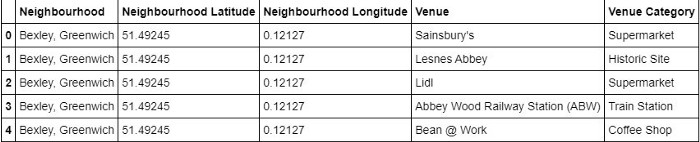 Neighbourhood Neighbourhood Latitude Neighbourhood Longitude Venue Venue Category
0 Bexley, Greenwich 51.49245 0.12127 Sainsbury's Supermarket
1 Bexley, Greenwich 51.49245 0.12127 Lesnes Abbey Historic Site
2 Bexley, Greenwich 51.49245 0.12127 Lidl Supermarket
3 Bexley, Greenwich 51.49245 0.12127 Abbey Wood Railway Station (ABW) Train Station
4 Bexley, Greenwich 51.49245 0.12127 Bean @ Work Coffee Shop